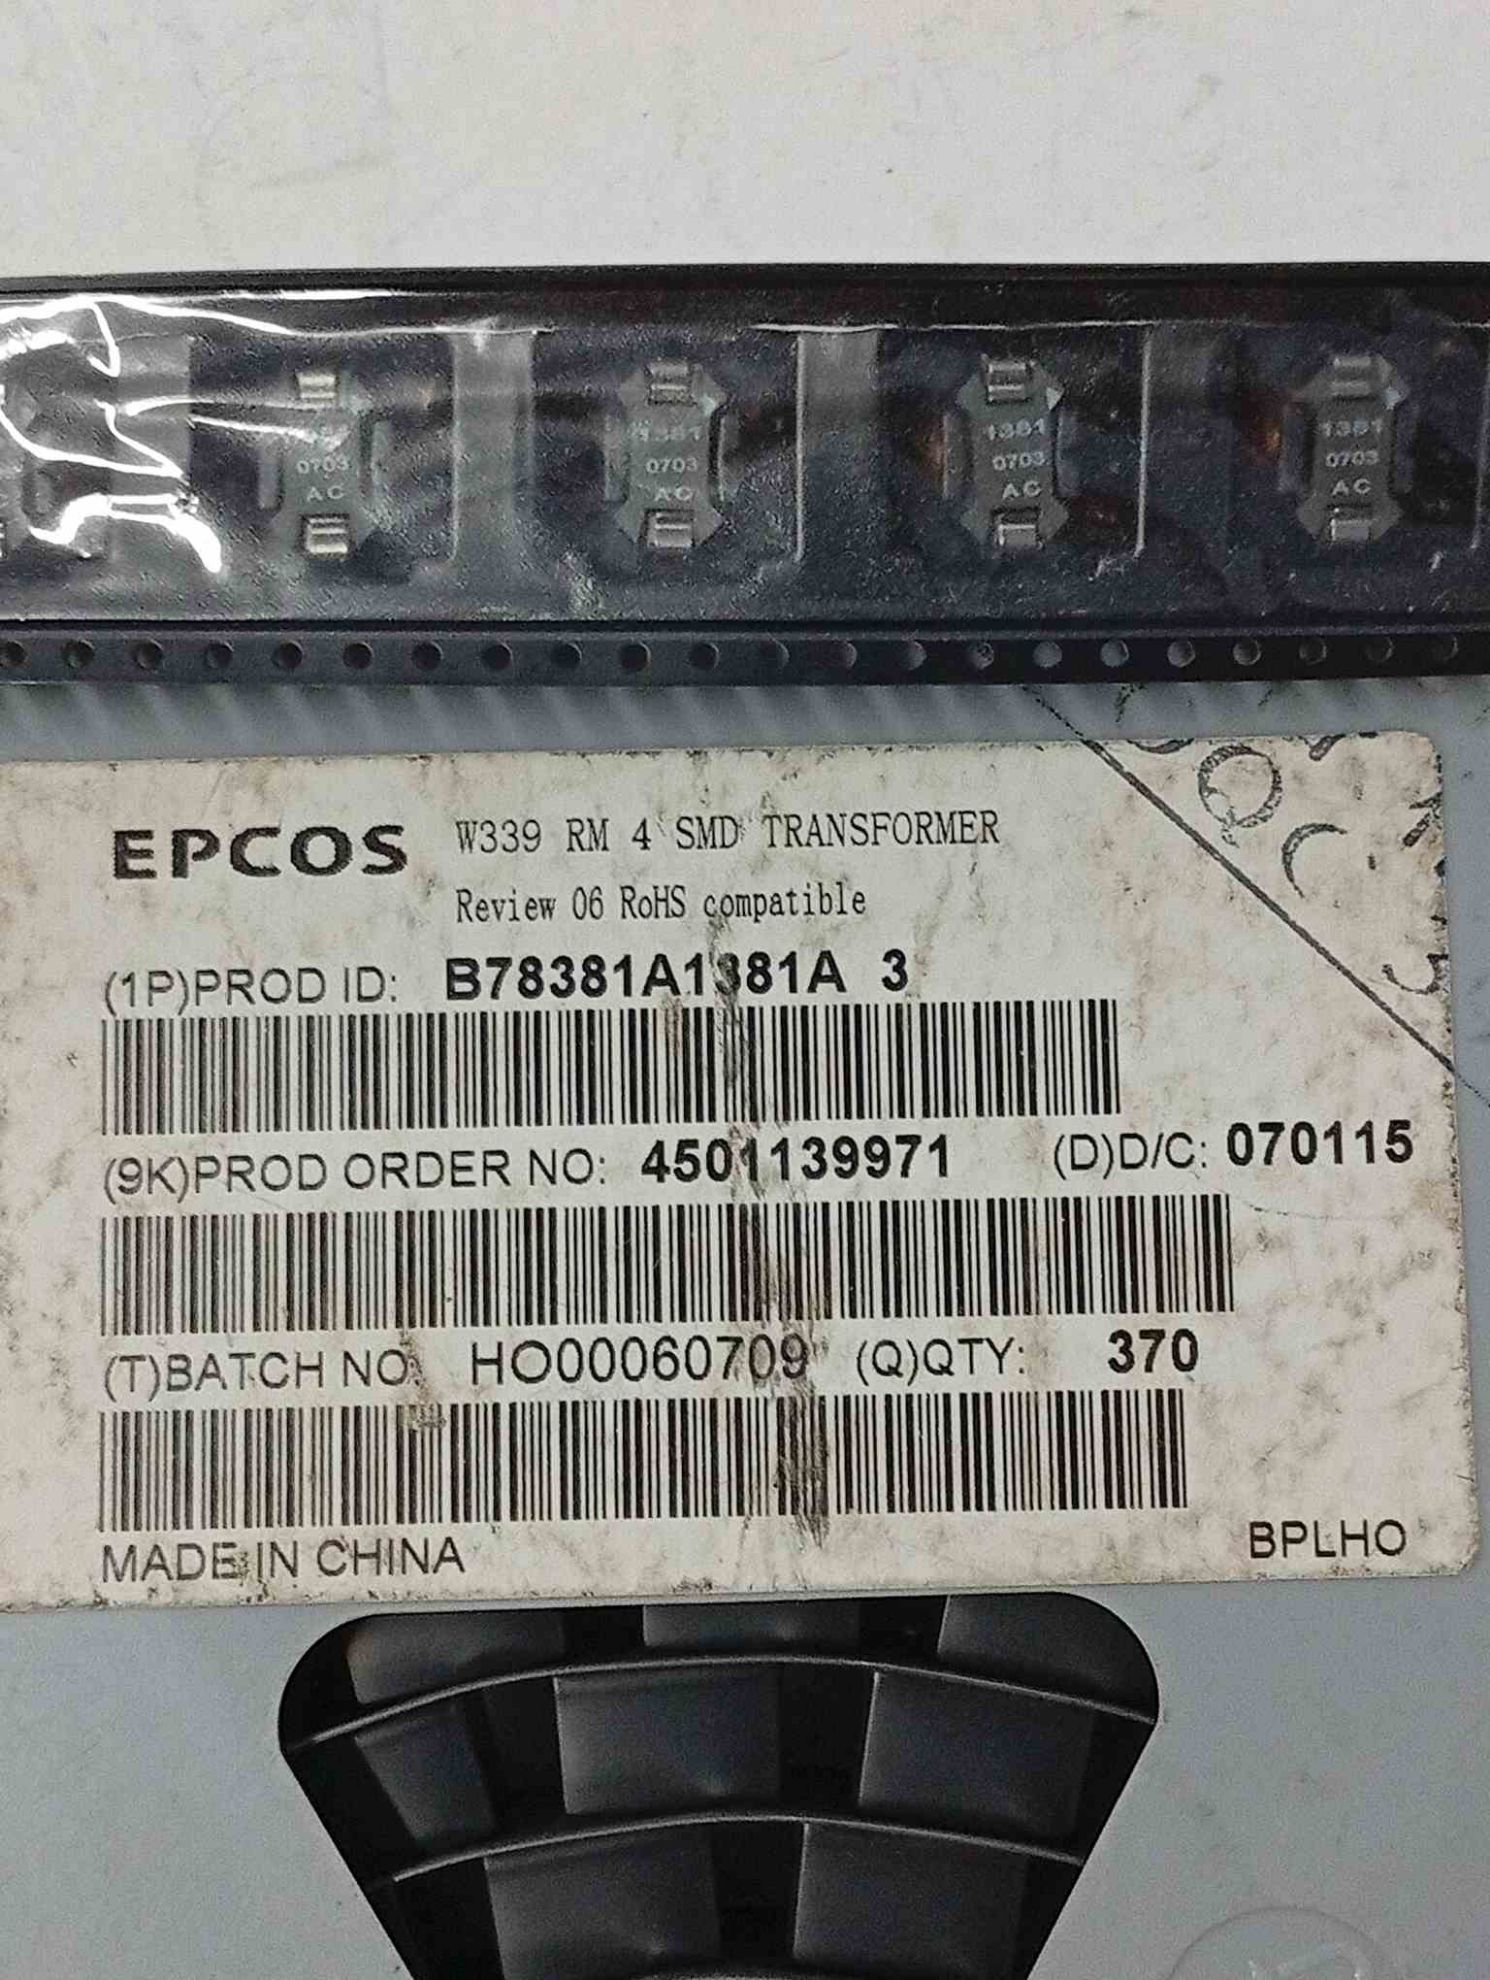 1381 1381 1381
0703 0703 0703 0703
AC AC AC AC
EPCOS W339 RM 4 SMD TRANSFORMER
Review 06 RoHS compatible
(1P)PROD ID: B78381A1381A 3
(9K)PROD ORDER NO: 4501139971 (D)D/C: 070115
(T)BATCH NO: HO00060709 (Q)QTY: 370
MADE IN CHINA BPLHO